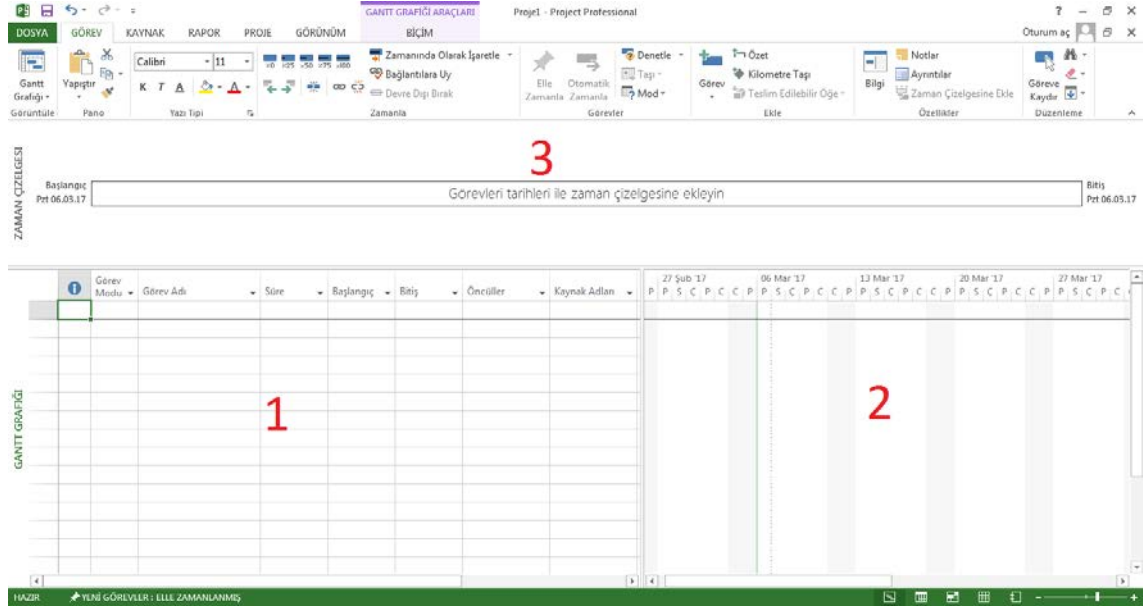 GANTT GRAFİĞİ ARAÇLARI
Proje1 - Project Professional
DOSYA GÖREV KAYNAK RAPOR PROJE GÖRÜNÜM BİÇİM
Oturum aç
Gantt Grafiği
Görüntüle
Yapıştır
Pano
Calibri 11
K T A
Yazı Tipi
Zamanında Olarak İşaretle
Bağlantılara Uy
Devre Dışı Bırak
Zamanla
Elle Zamanla
Otomatik Zamanla
Denetle
Taşı
Mod
Görevler
Görev
Özet
Kilometre Taşı
Teslim Edilebilir Öğe
Ekle
Bilgi
Notlar
Ayrıntılar
Zaman Çizelgesine Ekle
Özellikler
Göreve Kaydır
Düzenleme
ZAMAN ÇİZELGESİ
3
Başlangıç
Pzt 06.03.17
Görevleri tarihleri ile zaman çizelgesine ekleyin
Bitiş
Pzt 06.03.17
Görev Modu
Görev Adı
Süre
Başlangıç
Bitiş
Öncüller
Kaynak Adları
27 Şub '17 06 Mar '17 13 Mar '17 20 Mar '17 27 Mar '17
P P S Ç P C C P P S Ç P C C P P S Ç P C C P P S Ç P C C P P S Ç P C
GANTT GRAFİĞİ
1
2
HAZIR
YENİ GÖREVLER : ELLE ZAMANLANMIŞ